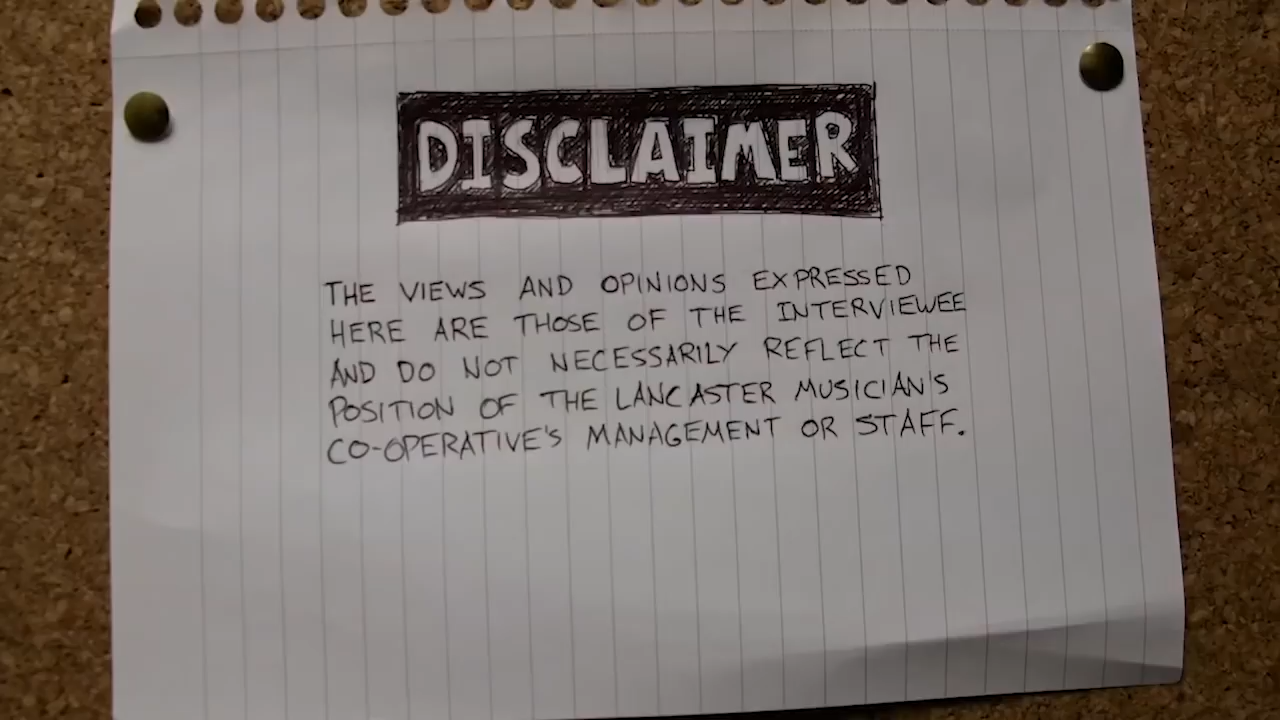 DISCLAIMER
THE VIEWS AND OPINIONS EXPRESSED
HERE ARE THOSE OF THE INTERVIEWEE
AND DO NOT NECESSARILY REFLECT THE
POSITION OF THE LANCASTER MUSICIAN'S
CO-OPERATIVE'S MANAGEMENT OR STAFF.